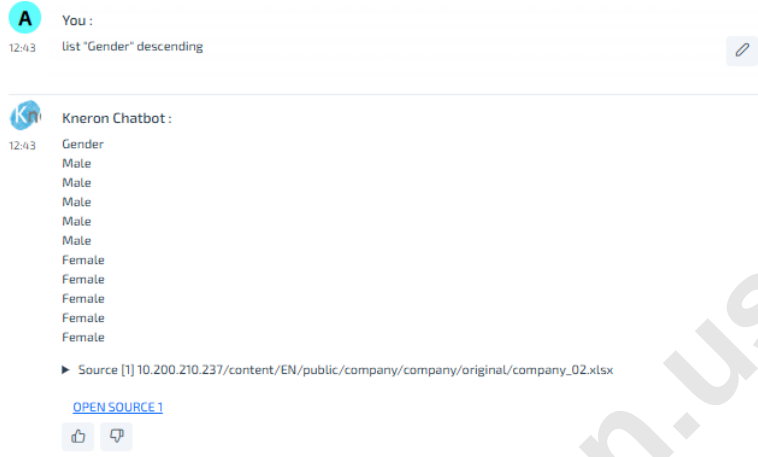 A
You :
12:43
list "Gender" descending
Kn
Kneron Chatbot :
12:43
Gender
Male
Male
Male
Male
Male
Female
Female
Female
Female
Female
▶ Source [1] 10.200.210.237/content/EN/public/company/company/original/company_02.xlsx
OPEN SOURCE 1
n.us